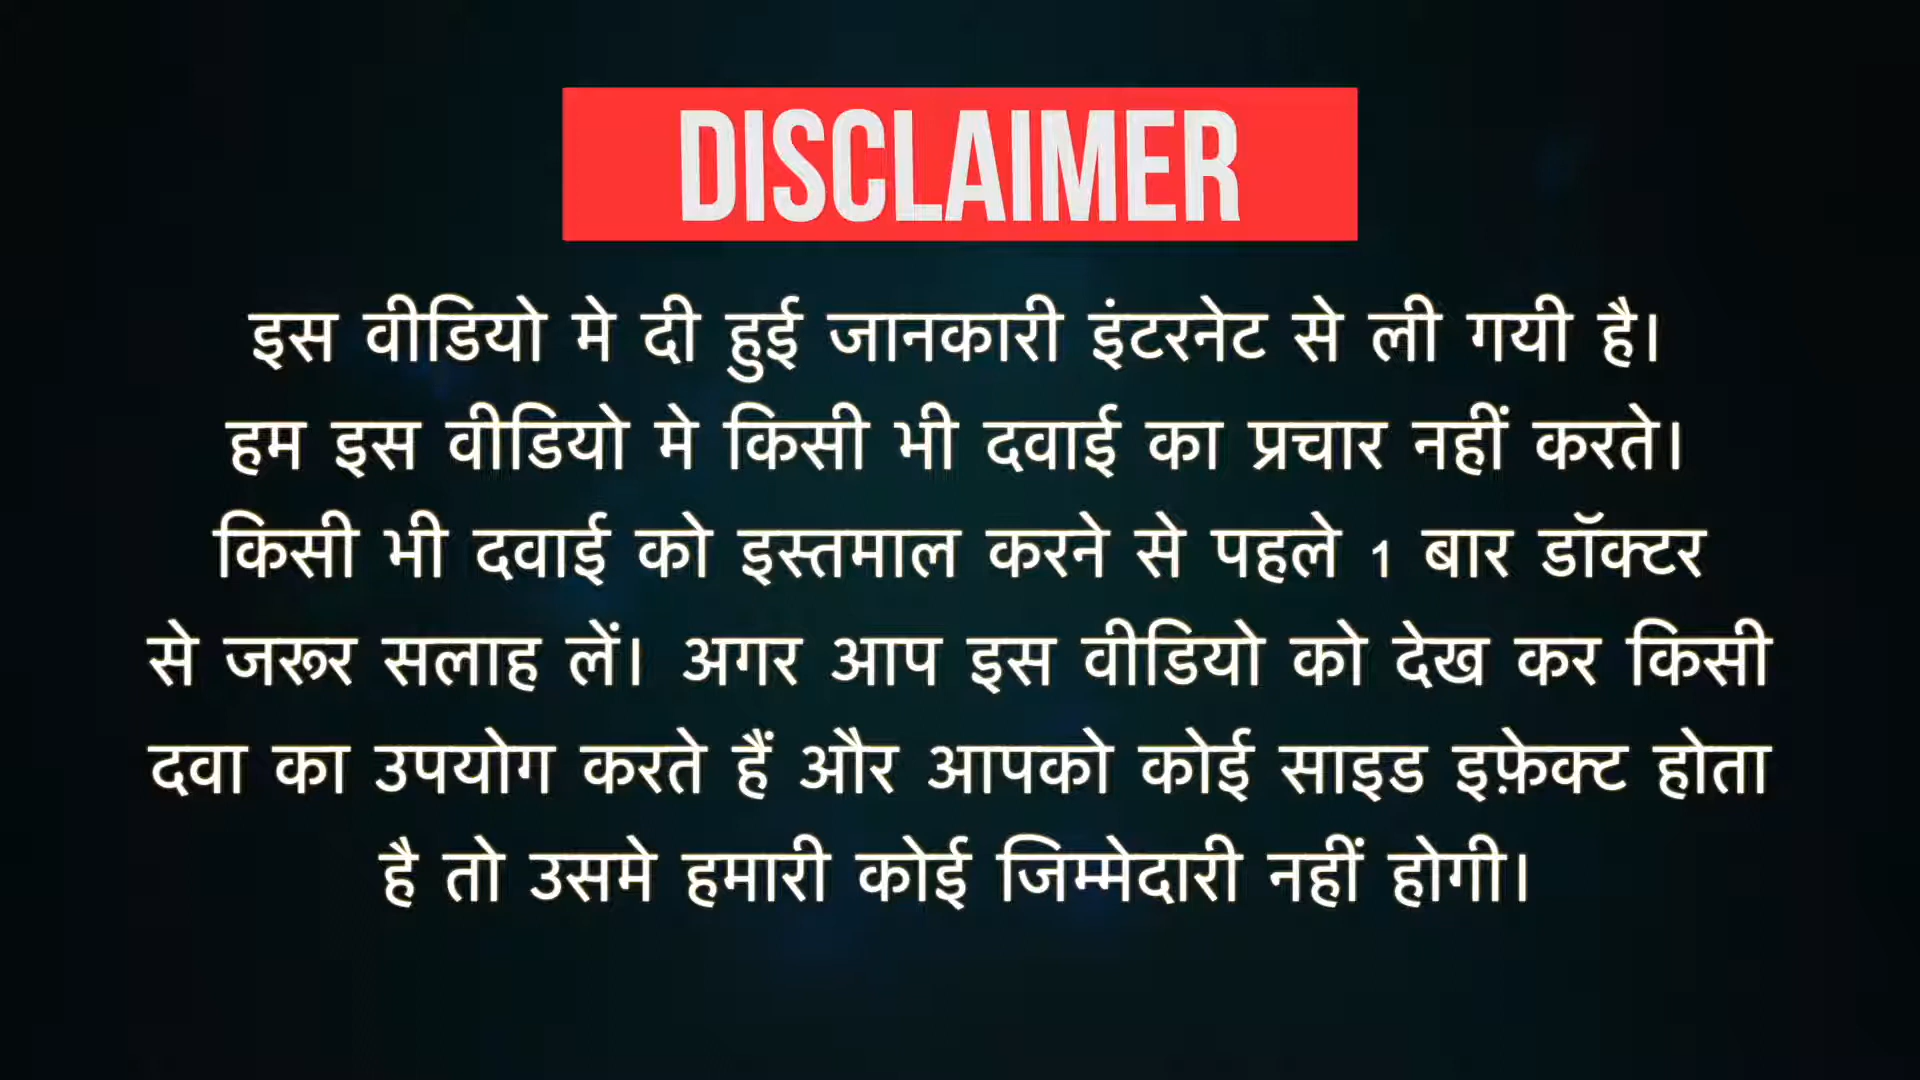 DISCLAIMER
इस वीडियो मे दी हुई जानकारी इंटरनेट से ली गयी है।
हम इस वीडियो मे किसी भी दवाई का प्रचार नहीं करते।
किसी भी दवाई को इस्तमाल करने से पहले 1 बार डॉक्टर
से जरूर सलाह लें। अगर आप इस वीडियो को देख कर किसी
दवा का उपयोग करते हैं और आपको कोई साइड इफ़ेक्ट होता
है तो उसमे हमारी कोई जिम्मेदारी नहीं होगी।